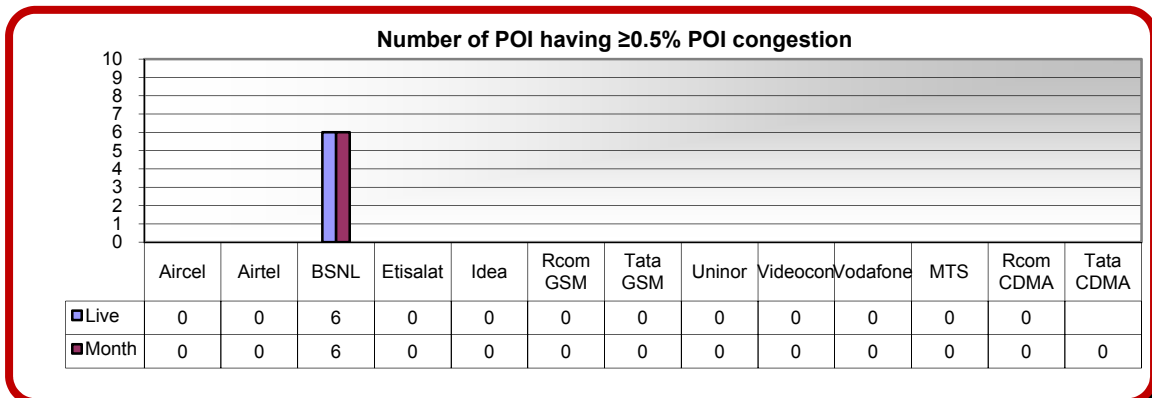 Number of POI having ≥0.5% POI congestion
10
9
8
7
6
5
4
3
2
1
0
Aircel Airtel BSNL Etisalat Idea Rcom GSM Tata GSM Uninor Videocon Vodafone MTS Rcom CDMA Tata CDMA
Live 0 0 6 0 0 0 0 0 0 0 0 0
Month 0 0 6 0 0 0 0 0 0 0 0 0 0